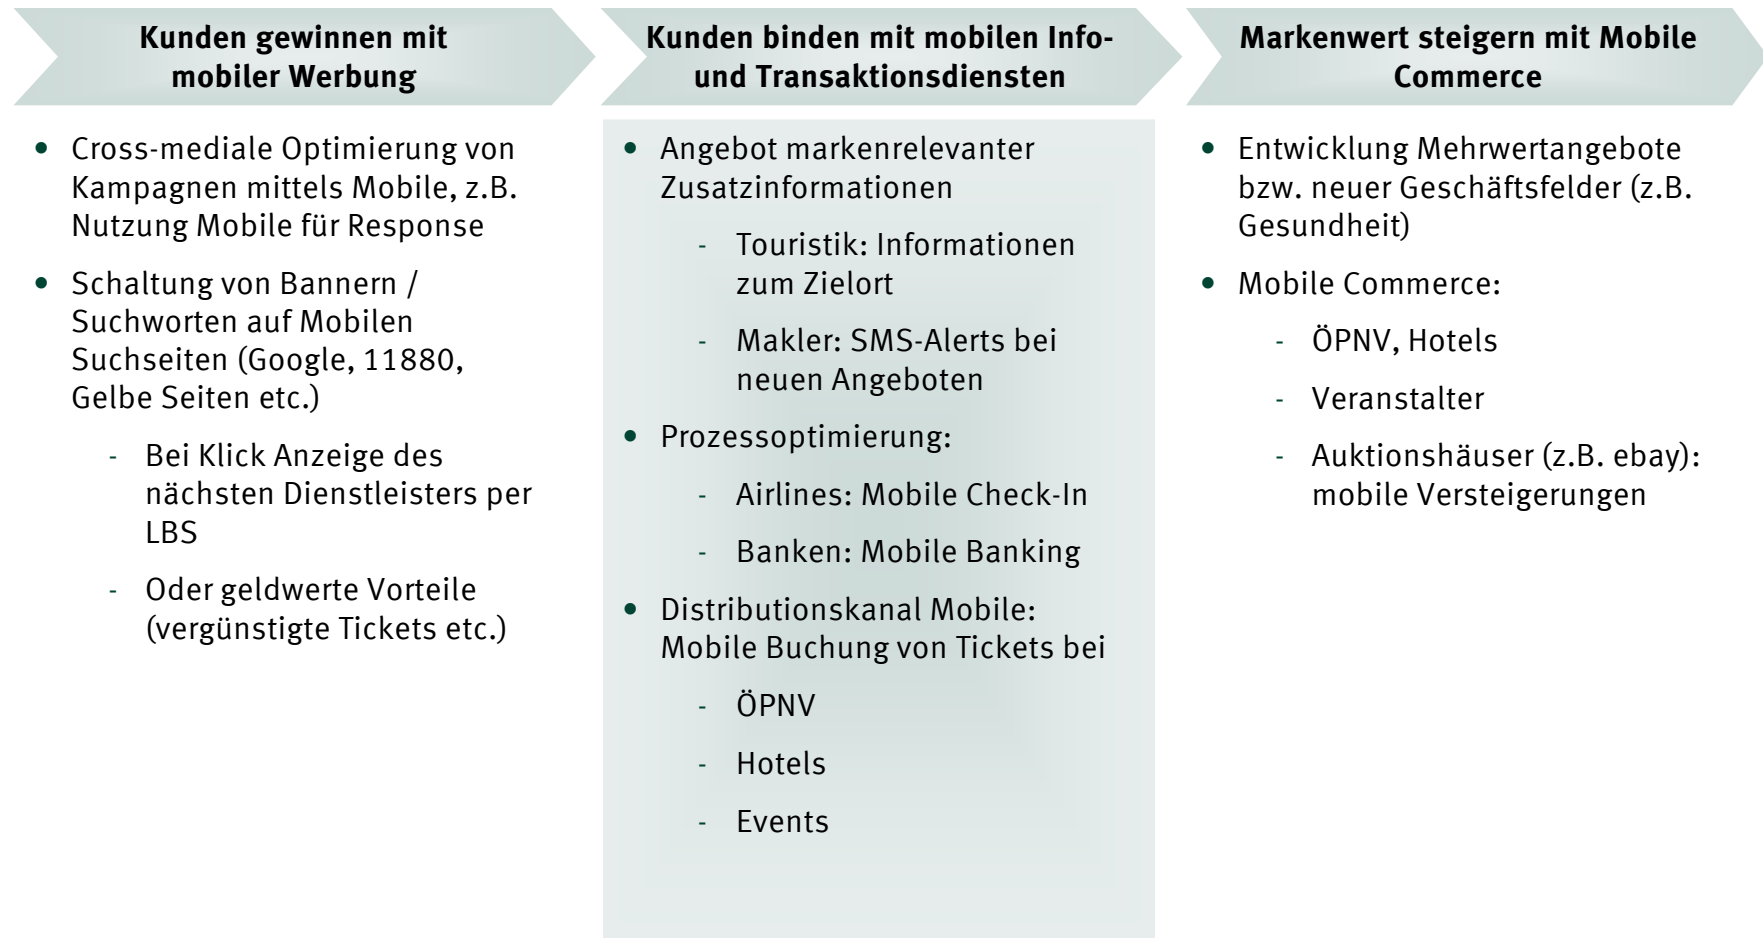 Kunden gewinnen mit
mobiler Werbung
• Cross-mediale Optimierung von
Kampagnen mittels Mobile, z.B.
Nutzung Mobile für Response
• Schaltung von Bannern /
Suchworten auf Mobilen
Suchseiten (Google, 11880,
Gelbe Seiten etc.)
- Bei Klick Anzeige des
nächsten Dienstleisters per
LBS
- Oder geldwerte Vorteile
(vergünstigte Tickets etc.)
Kunden binden mit mobilen Info-
und Transaktionsdiensten
• Angebot markenrelevanter
Zusatzinformationen
- Touristik: Informationen
zum Zielort
- Makler: SMS-Alerts bei
neuen Angeboten
• Prozessoptimierung:
- Airlines: Mobile Check-In
- Banken: Mobile Banking
• Distributionskanal Mobile:
Mobile Buchung von Tickets bei
- ÖPNV
- Hotels
- Events
Markenwert steigern mit Mobile
Commerce
• Entwicklung Mehrwertangebote
bzw. neuer Geschäftsfelder (z.B.
Gesundheit)
• Mobile Commerce:
- ÖPNV, Hotels
- Veranstalter
- Auktionshäuser (z.B. ebay):
mobile Versteigerungen